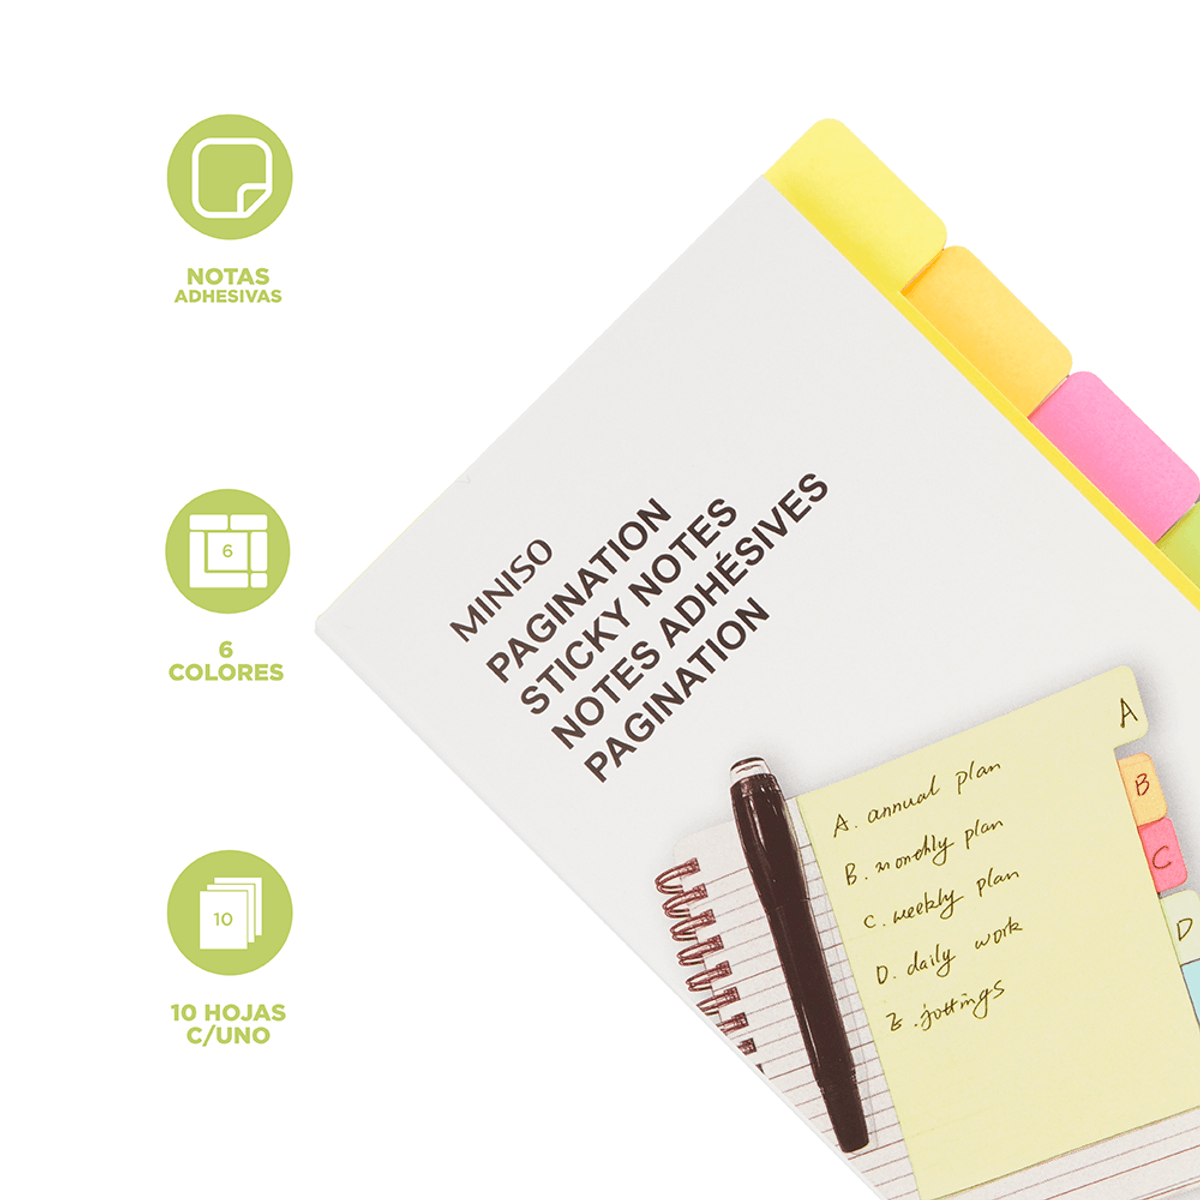 NOTAS
ADHESIVAS
6
6
COLORES
10
10 HOJAS
C/UNO
MINISO
PAGINATION
STICKY NOTES
NOTES ADHÉSIVES
PAGINATION
A
B
C
D
A. annual plan
B. monthly plan
C. weekly plan
D. daily work
E. jottings